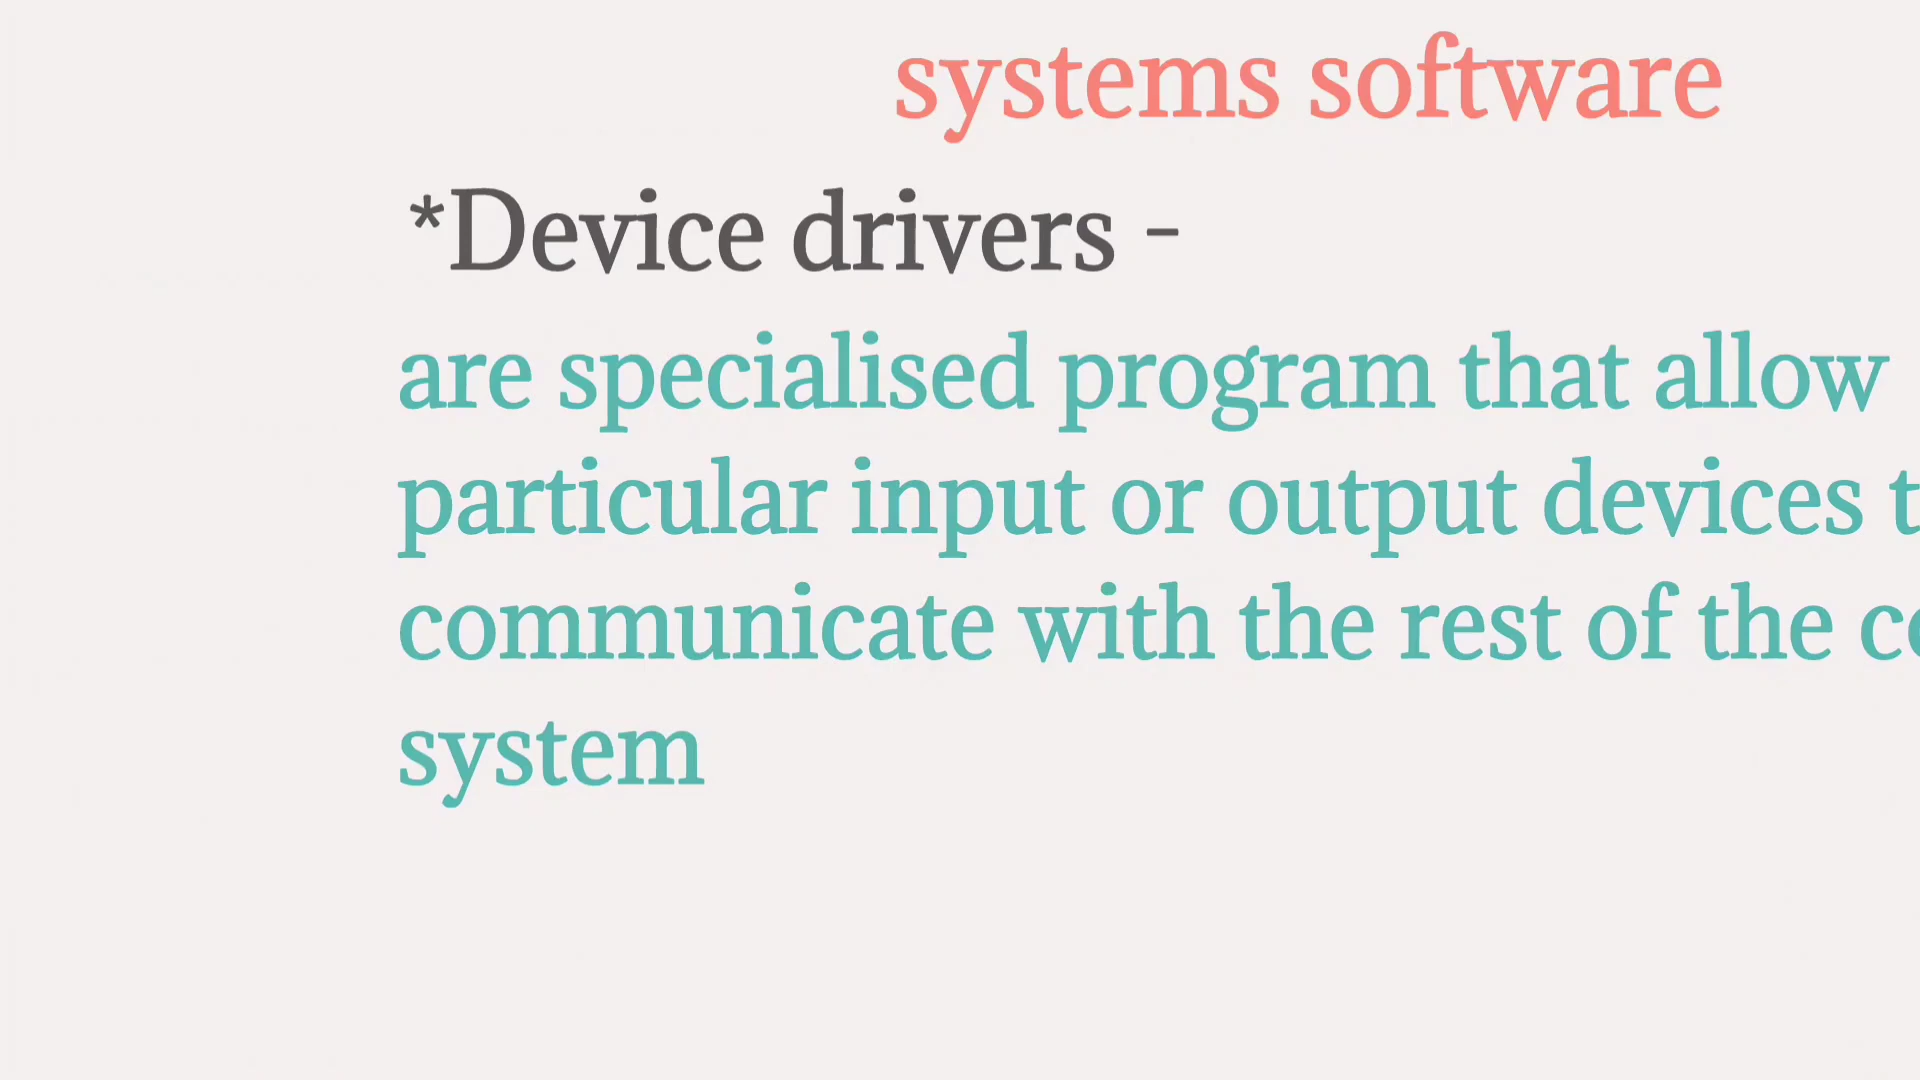 systems software
*Device drivers -
are specialised program that allow
particular input or output devices
communicate with the rest of the
system